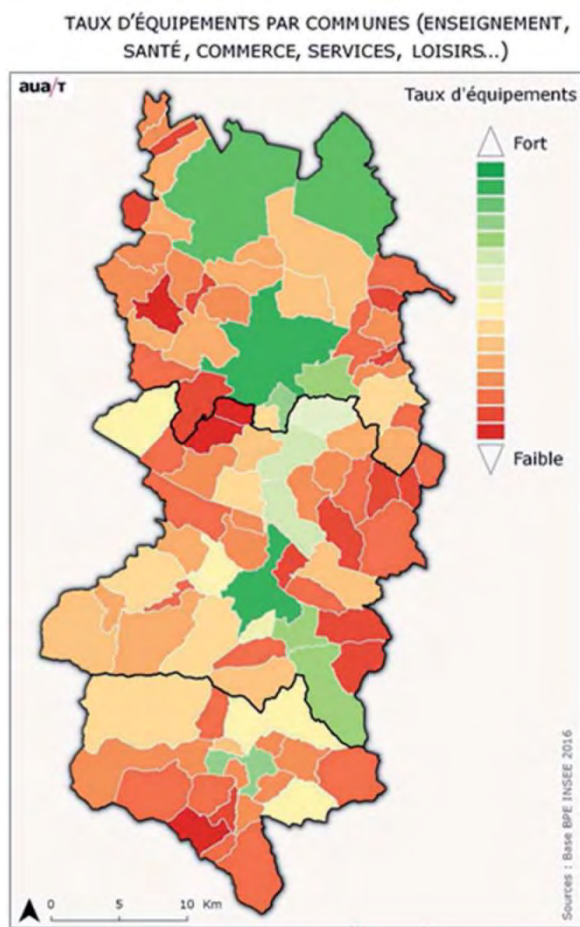 TAUX D'ÉQUIPEMENTS PAR COMMUNES (ENSEIGNEMENT,
SANTÉ, COMMERCE, SERVICES, LOISIRS...)
aua/T
Taux d'équipements
Fort
Faible
0 5 10 Km
Sources : Base BPE INSEE 2016